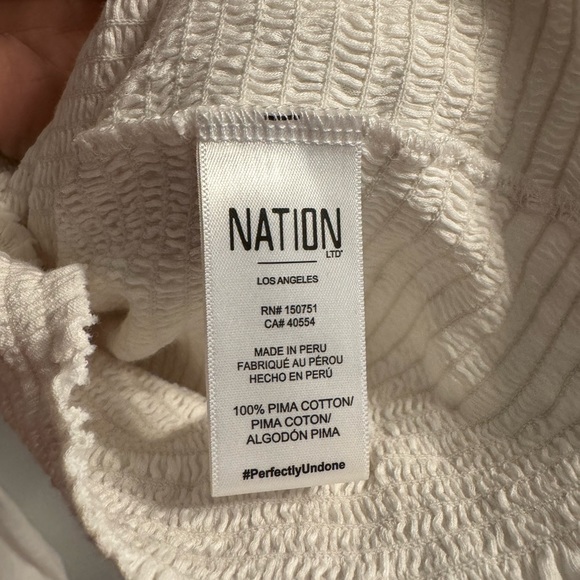 NATION
LTD
LOS ANGELES
RN# 150751
CA# 40554
MADE IN PERU
FABRIQUÉ AU PÉROU
HECHO EN PERÚ
100% PIMA COTTON/
PIMA COTON/
ALGODÓN PIMA
#PerfectlyUndone